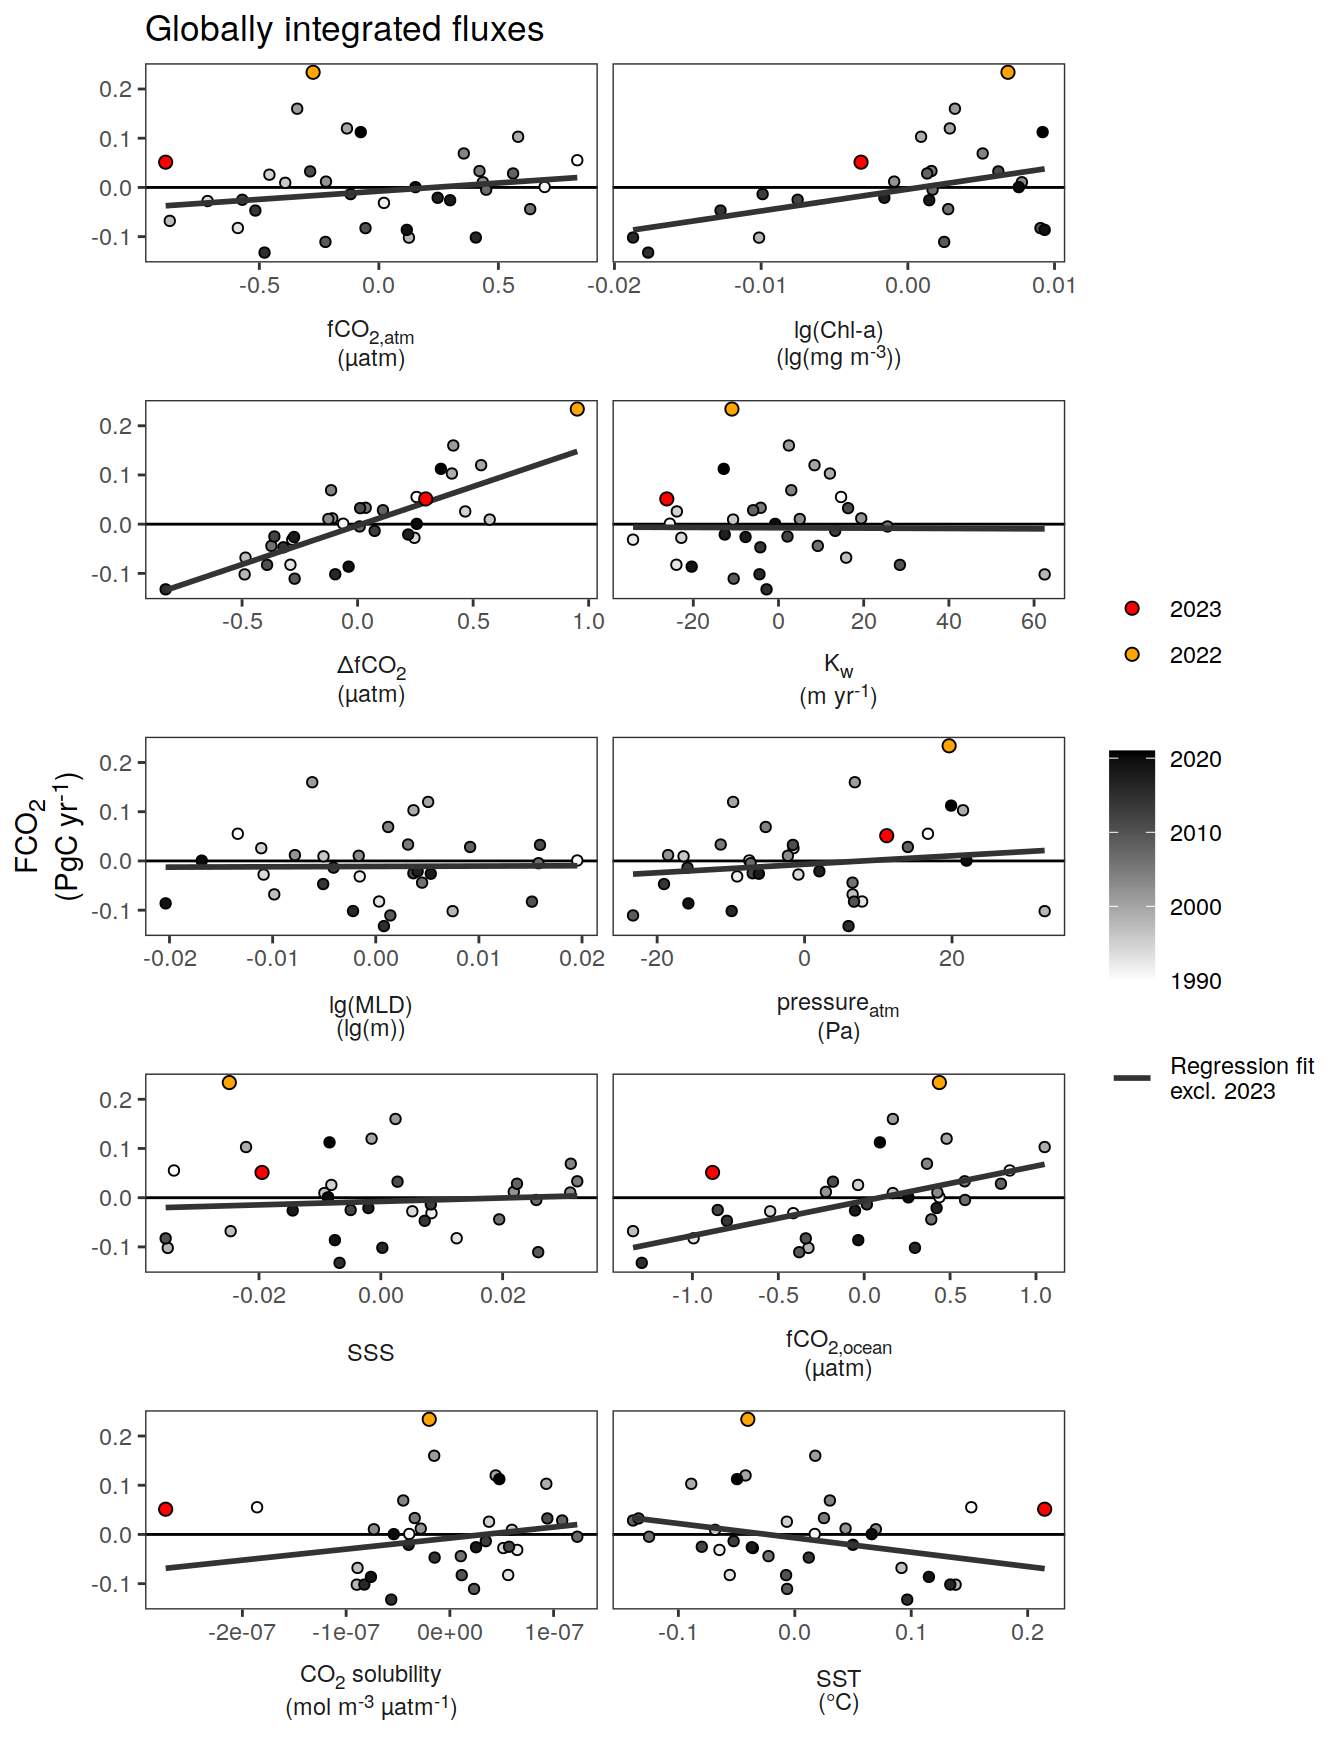 Globally integrated fluxes
0.2
0.1
0.0
-0.1
-0.5 0.0 0.5 -0.02 -0.01 0.00 0.01
fCO2,atm
(µatm)
lg(Chl-a)
(lg(mg m-3))
0.2
0.1
0.0
-0.1
-0.5 0.0 0.5 1.0 -20 0 20 40 60
ΔfCO2
(µatm)
Kw
(m yr-1)
0.2
0.1
0.0
-0.1
-0.02 -0.01 0.00 0.01 0.02 -20 0 20
lg(MLD)
(lg(m))
pressureatm
(Pa)
FCO2
(PgC yr-1)
0.2
0.1
0.0
-0.1
-0.02 0.00 0.02 -1.0 -0.5 0.0 0.5 1.0
SSS
fCO2,ocean
(µatm)
0.2
0.1
0.0
-0.1
-2e-07 -1e-07 0e+00 1e-07 -0.1 0.0 0.1 0.2
CO2 solubility
(mol m-3 µatm-1)
SST
(°C)
2023
2022
2020
2010
2000
1990
Regression fit
excl. 2023